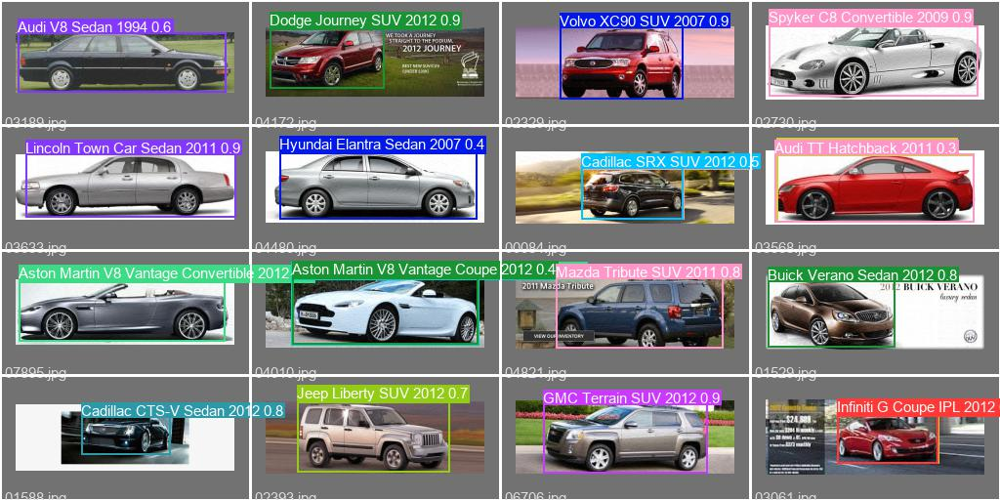 Audi V8 Sedan 1994 0.6
03189.jpg
Dodge Journey SUV 2012 0.9
WE TOOK A JOURNEY
STRAIGHT TO THE PODIUM.
2012 JOURNEY
BEST NEW SUV/CUV
04172.jpg
Volvo XC90 SUV 2007 0.9
02329.jpg
Spyker C8 Convertible 2009 0.9
02730.jpg
Lincoln Town Car Sedan 2011 0.9
03633.jpg
Hyundai Elantra Sedan 2007 0.4
04480.jpg
Cadillac SRX SUV 2012 0.5
00084.jpg
Audi TT Hatchback 2011 0.3
03568.jpg
Aston Martin V8 Vantage Convertible 2012
07895.jpg
Aston Martin V8 Vantage Coupe 2012 0.4
04010.jpg
Mazda Tribute SUV 2011 0.8
2011 Mazda Tribute
VIEW OUR INVENTORY
04821.jpg
Buick Verano Sedan 2012 0.8
2012 BUICK VERANO
luxury sedan
01529.jpg
Cadillac CTS-V Sedan 2012 0.8
01588.jpg
Jeep Liberty SUV 2012 0.7
02393.jpg
GMC Terrain SUV 2012 0.9
06706.jpg
Infiniti G Coupe IPL 2012
$24,889
03061.jpg